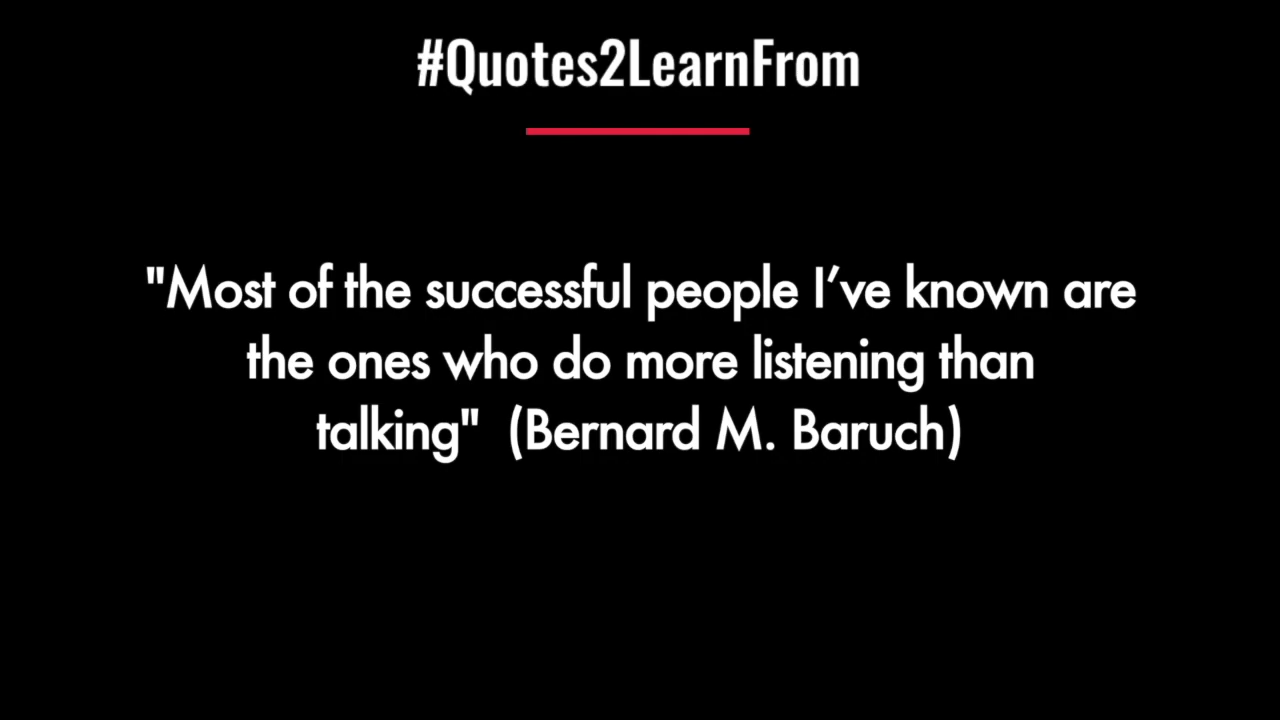 #Quotes2LearnFrom
"Most of the successful people I’ve known are
the ones who do more listening than
talking"  (Bernard M. Baruch)